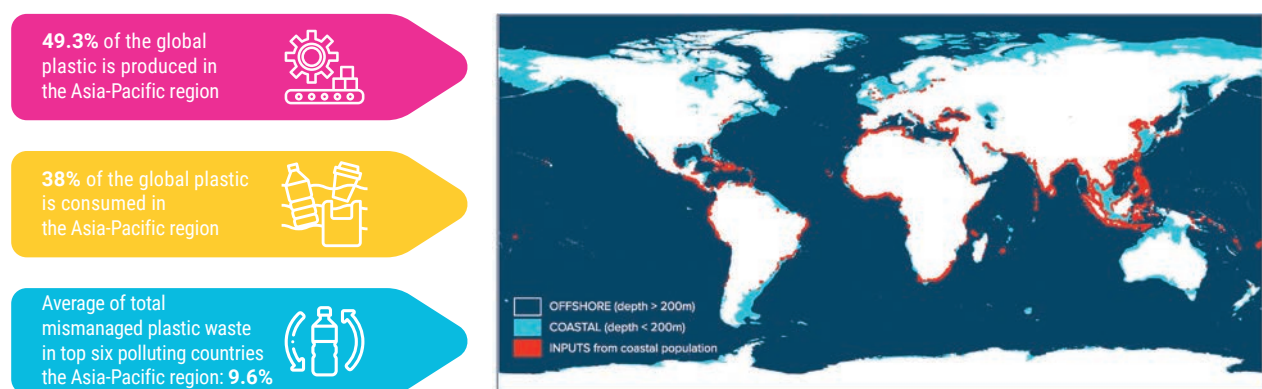 49.3% of the global
plastic is produced in
the Asia-Pacific region
38% of the global plastic
is consumed in
the Asia-Pacific region
Average of total
mismanaged plastic waste
in top six polluting countries
the Asia-Pacific region: 9.6%
OFFSHORE (depth > 200m)
COASTAL (depth < 200m)
INPUTS from coastal population